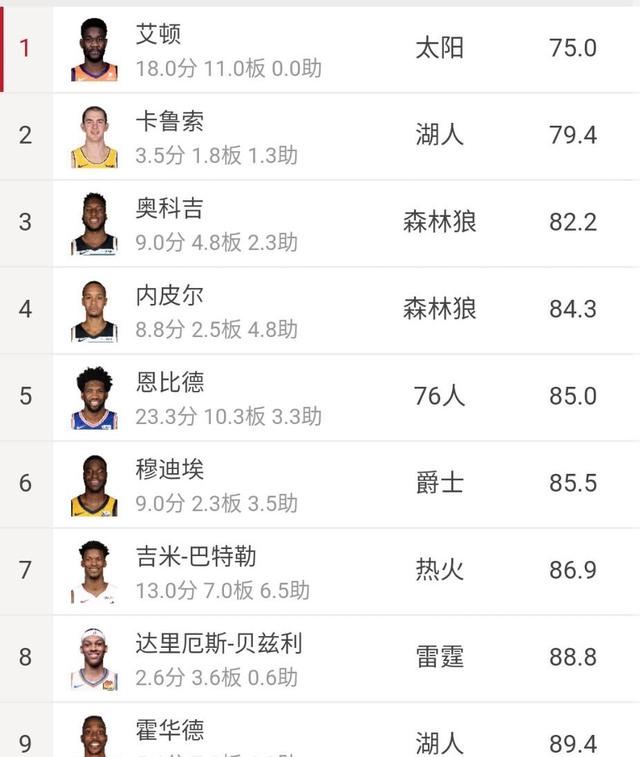 1
艾顿
太阳
75.0
18.0分 11.0板 0.0助
2
卡鲁索
湖人
79.4
3.5分 1.8板 1.3助
3
奥科吉
森林狼
82.2
9.0分 4.8板 2.3助
4
内皮尔
森林狼
84.3
8.8分 2.5板 4.8助
5
恩比德
76人
85.0
23.3分 10.3板 3.3助
6
穆迪埃
爵士
85.5
9.0分 2.3板 3.5助
7
吉米-巴特勒
热火
86.9
13.0分 7.0板 6.5助
8
达里厄斯-贝兹利
雷霆
88.8
2.6分 3.6板 0.6助
9
霍华德
湖人
89.4